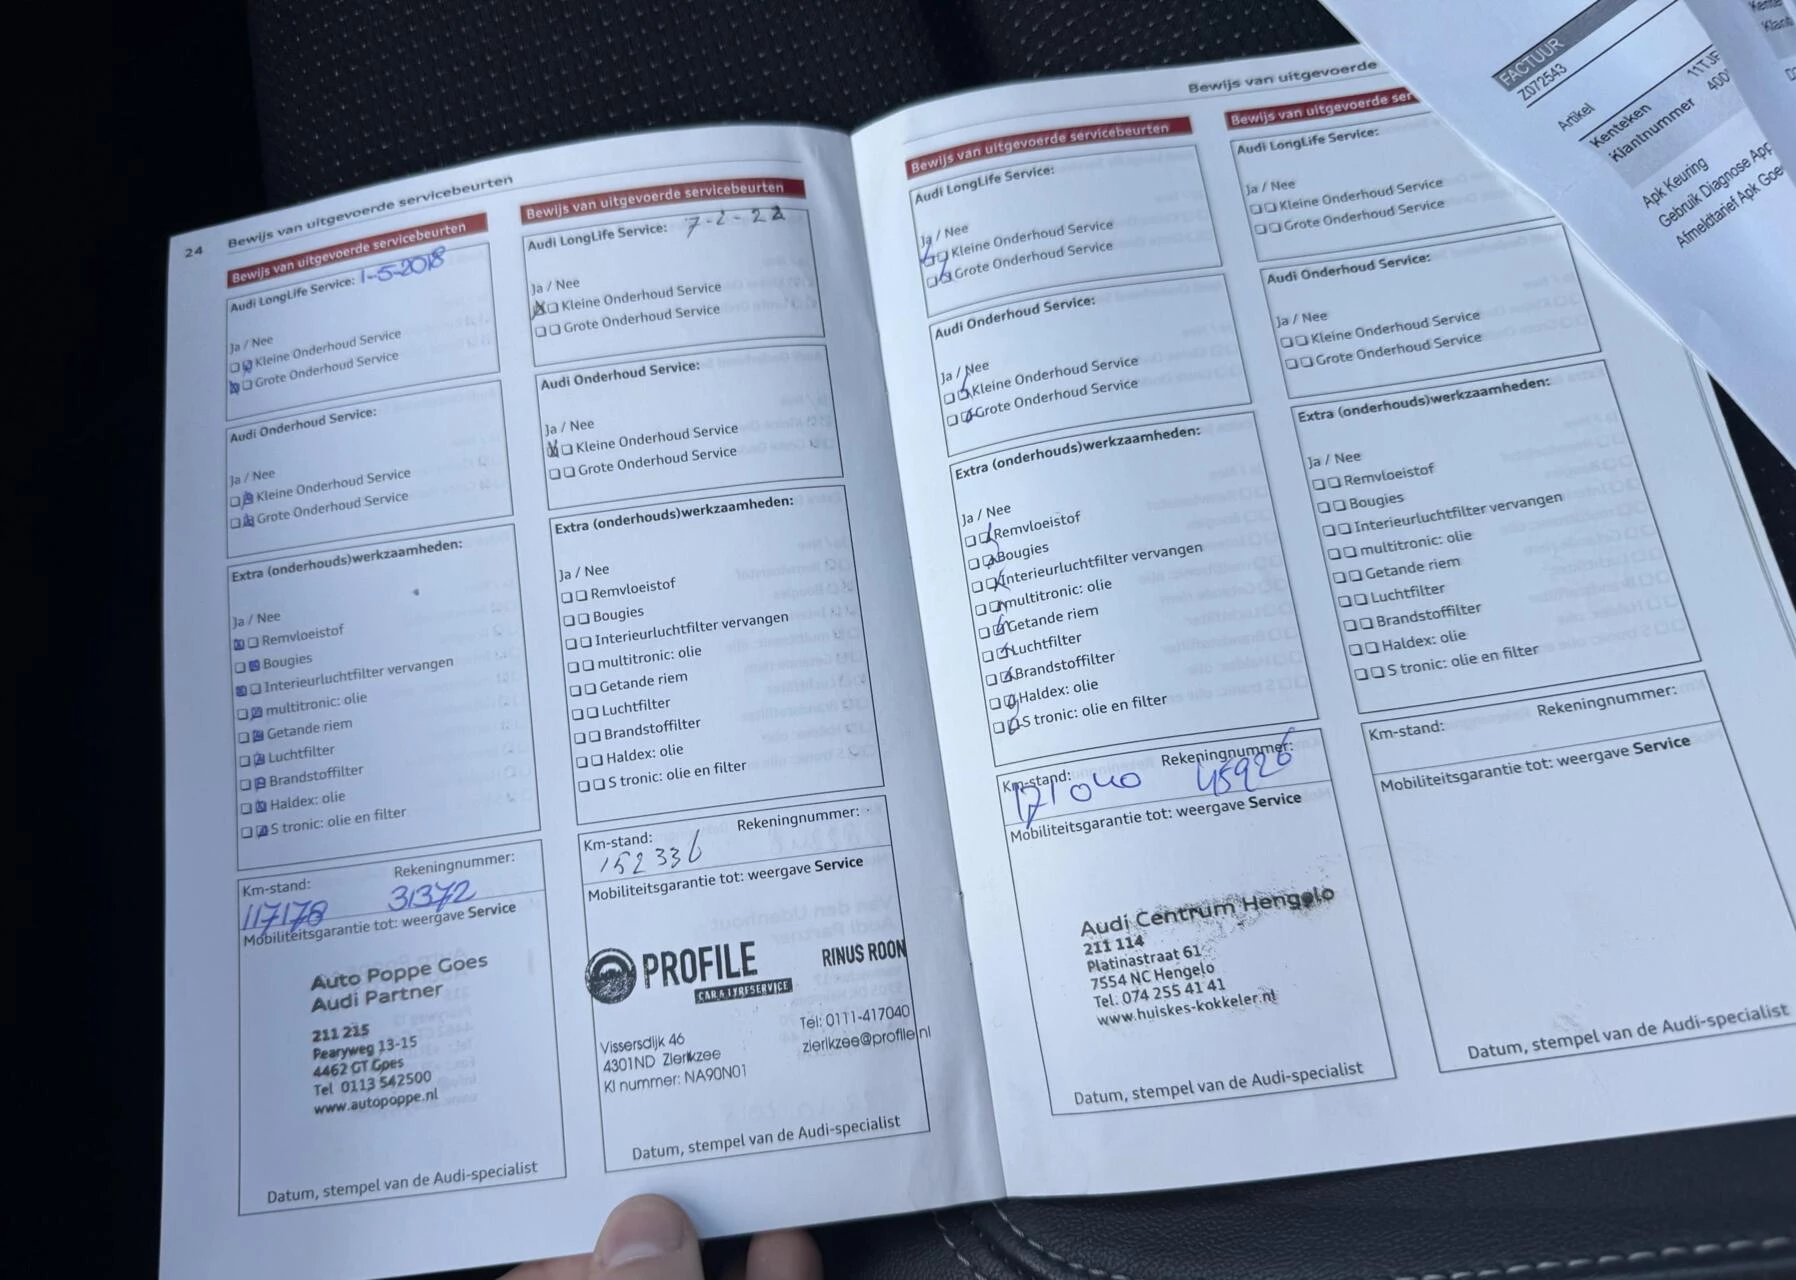 24 Bewijs van uitgevoerde servicebeurten
Bewijs van uitgevoerde servicebeurten
Audi LongLife Service: 1-5-2018
Ja / Nee
Kleine Onderhoud Service
Grote Onderhoud Service
Audi Onderhoud Service:
Ja / Nee
Kleine Onderhoud Service
Grote Onderhoud Service
Extra (onderhouds)werkzaamheden:
Ja / Nee
Remvloeistof
Bougies
Interieurluchtfilter vervangen
multitronic: olie
Getande riem
Luchtfilter
Brandstoffilter
Haldex: olie
S tronic: olie en filter
Km-stand: Rekeningnummer:
117178 31372
Mobiliteitsgarantie tot: weergave Service
Auto Poppe Goes
Audi Partner
211 215
Pearyweg 13-15
4462 GT Goes
Tel 0113 542500
www.autopoppe.nl
Datum, stempel van de Audi-specialist
Bewijs van uitgevoerde servicebeurten
Audi LongLife Service: 7-2-22
Ja / Nee
Kleine Onderhoud Service
Grote Onderhoud Service
Audi Onderhoud Service:
Ja / Nee
Kleine Onderhoud Service
Grote Onderhoud Service
Extra (onderhouds)werkzaamheden:
Ja / Nee
Remvloeistof
Bougies
Interieurluchtfilter vervangen
multitronic: olie
Getande riem
Luchtfilter
Brandstoffilter
Haldex: olie
S tronic: olie en filter
Km-stand: Rekeningnummer:
152336
Mobiliteitsgarantie tot: weergave Service
PROFILE RINUS ROON
CAR & TYRESERVICE
Vissersdijk 46 Tel: 0111-417040
4301ND Zierikzee zierikzee@profile.nl
KI nummer: NA90N01
Datum, stempel van de Audi-specialist
Bewijs van uitgevoerde
Bewijs van uitgevoerde servicebeurten
Audi LongLife Service:
Ja / Nee
Kleine Onderhoud Service
Grote Onderhoud Service
Audi Onderhoud Service:
Ja / Nee
Kleine Onderhoud Service
Grote Onderhoud Service
Extra (onderhouds)werkzaamheden:
Ja / Nee
Remvloeistof
Bougies
Interieurluchtfilter vervangen
multitronic: olie
Getande riem
Luchtfilter
Brandstoffilter
Haldex: olie
S tronic: olie en filter
Km-stand: Rekeningnummer:
171040 45926
Mobiliteitsgarantie tot: weergave Service
Audi Centrum Hengelo
211 114
Platinastraat 61
7554 NC Hengelo
Tel. 074 255 41 41
www.huiskes-kokkeler.nl
Datum, stempel van de Audi-specialist
Bewijs van uitgevoerde ser
Audi LongLife Service:
Ja / Nee
Kleine Onderhoud Service
Grote Onderhoud Service
Audi Onderhoud Service:
Ja / Nee
Kleine Onderhoud Service
Grote Onderhoud Service
Extra (onderhouds)werkzaamheden:
Ja / Nee
Remvloeistof
Bougies
Interieurluchtfilter vervangen
multitronic: olie
Getande riem
Luchtfilter
Brandstoffilter
Haldex: olie
S tronic: olie en filter
Km-stand: Rekeningnummer:
Mobiliteitsgarantie tot: weergave Service
Datum, stempel van de Audi-specialist
FACTUUR
Z072543
Artikel
Kenteken 11TJF
Klantnummer 400
Apk Keuring
Gebruik Diagnose App
Afmeldtarief Apk Goe